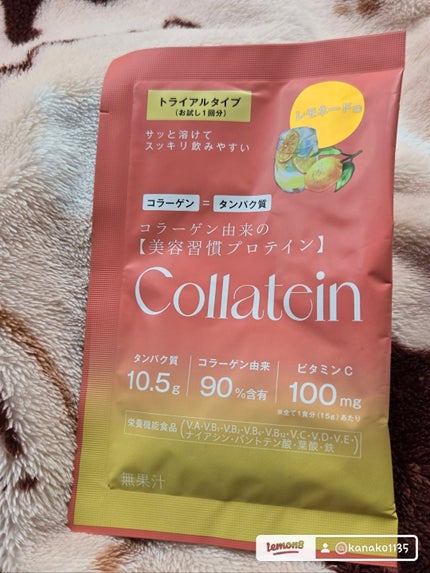 トライアルタイプ
(お試し1回分)
レモネード味
サッと溶けて
スッキリ飲みやすい
コラーゲン = タンパク質
コラーゲン由来の
【美容習慣プロテイン】
Collatein
タンパク質
10.5g
コラーゲン由来
90%含有
ビタミンC
100mg
※全て1食分(15g)あたり
栄養機能食品
(V.A・V.B₁・V.B₂・V.B₆・V.B₁₂・V.C・V.D・V.E・
ナイアシン・パントテン酸・葉酸・鉄)
無果汁
Lemon8
@kanako1135